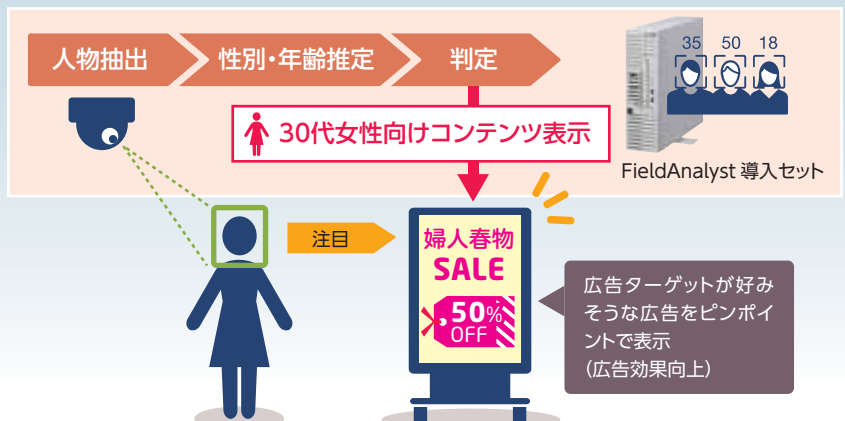 人物抽出
性別・年齢推定
判定
35 50 18
30代女性向けコンテンツ表示
FieldAnalyst 導入セット
注目
婦人春物
SALE
50%
OFF
広告ターゲットが好み
そうな広告をピンポイ
ントで表示
（広告効果向上）